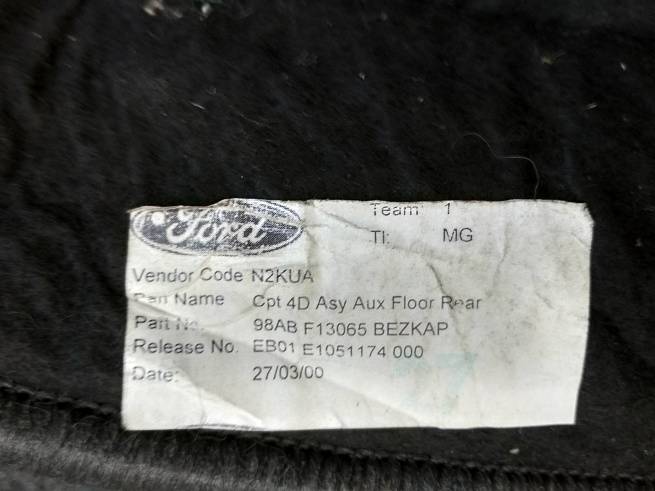 Ford
Team 1
TI: MG
Vendor Code N2KUA
Part Name Cpt 4D Asy Aux Floor Rear
Part No. 98AB F13065 BEZKAP
Release No. EB01 E1051174 000
Date: 27/03/00